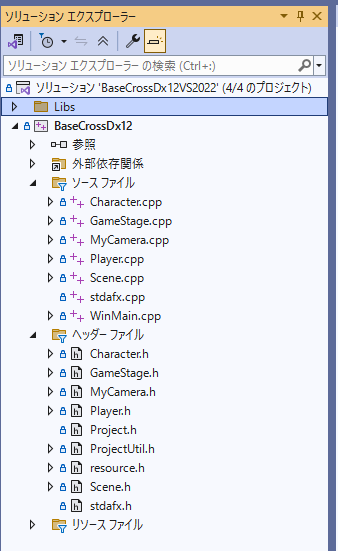 ソリューション エクスプローラー
ソリューション エクスプローラー の検索 (Ctrl+:)
ソリューション 'BaseCrossDx12VS2022' (4/4 のプロジェクト)
Libs
BaseCrossDx12
参照
外部依存関係
ソース ファイル
Character.cpp
GameStage.cpp
MyCamera.cpp
Player.cpp
Scene.cpp
stdafx.cpp
WinMain.cpp
ヘッダー ファイル
Character.h
GameStage.h
MyCamera.h
Player.h
Project.h
ProjectUtil.h
resource.h
Scene.h
stdafx.h
リソース ファイル